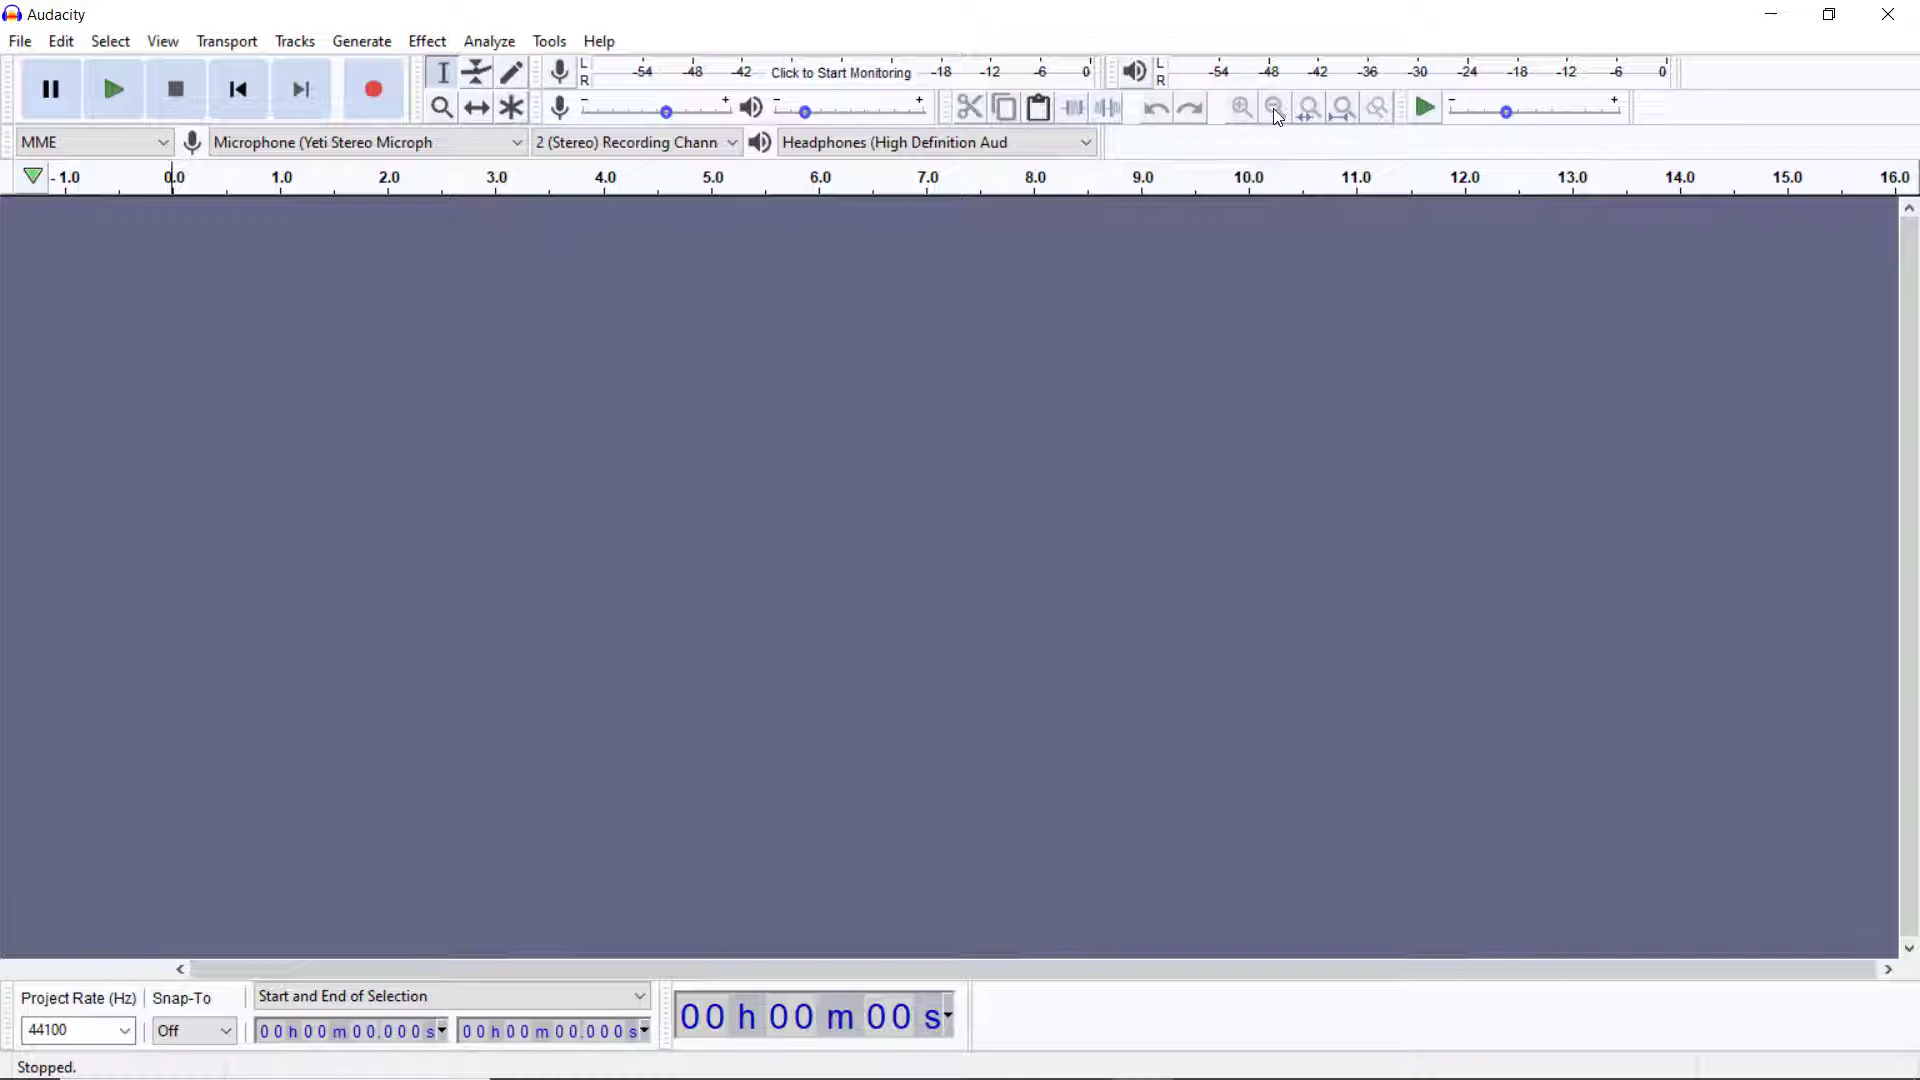 Audacity
File Edit Select View Transport Tracks Generate Effect Analyze Tools Help
L R -54 -48 -42 Click to Start Monitoring -18 -12 -6 0 L R -54 -48 -42 -36 -30 -24 -18 -12 -6 0
- + - + - +
MME Microphone (Yeti Stereo Microph 2 (Stereo) Recording Chann Headphones (High Definition Aud
-1.0 0.0 1.0 2.0 3.0 4.0 5.0 6.0 7.0 8.0 9.0 10.0 11.0 12.0 13.0 14.0 15.0 16.0
Project Rate (Hz) Snap-To Start and End of Selection
44100 Off 00 h 00 m 00.000 s 00 h 00 m 00.000 s 00 h 00 m 00 s
Stopped.